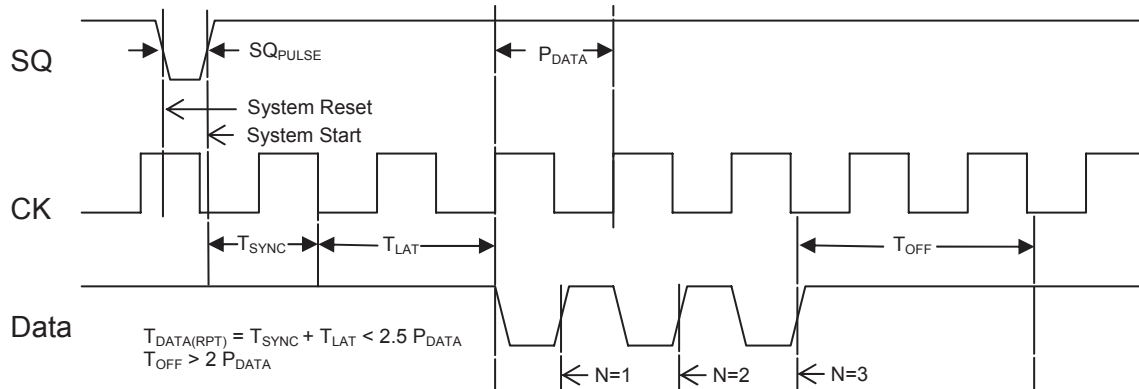 SQ
SQPULSE
PDATA
System Reset
System Start
CK
TSYNC
TLAT
TOFF
Data
TDATA(RPT) = TSYNC + TLAT < 2.5 PDATA
TOFF > 2 PDATA
N=1
N=2
N=3